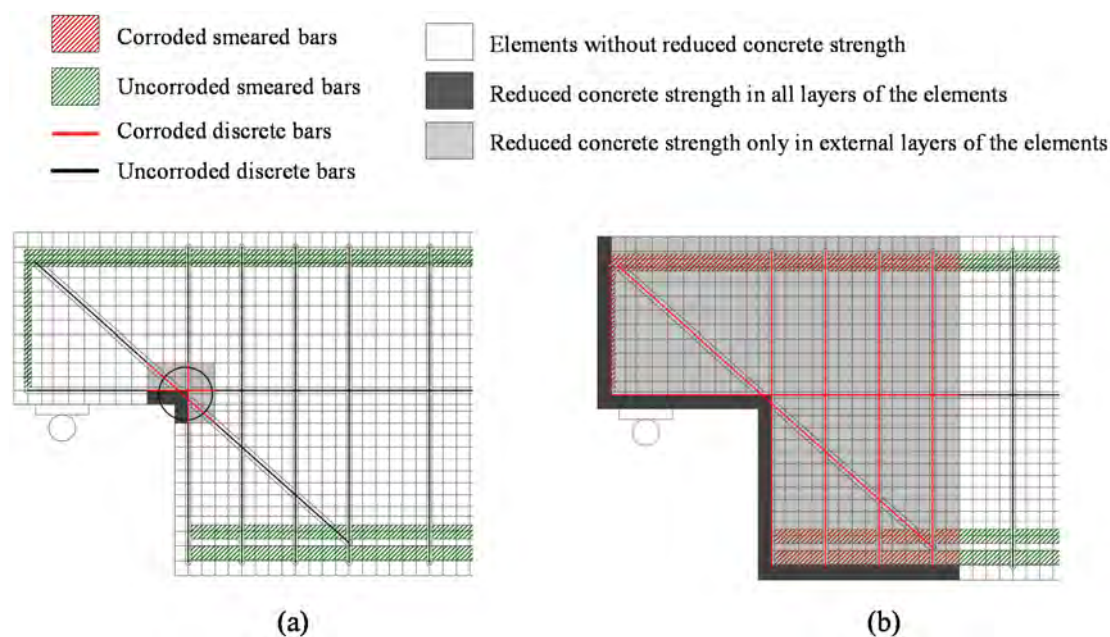 Corroded smeared bars
Uncorroded smeared bars
Corroded discrete bars
Uncorroded discrete bars
Elements without reduced concrete strength
Reduced concrete strength in all layers of the elements
Reduced concrete strength only in external layers of the elements
(a)
(b)